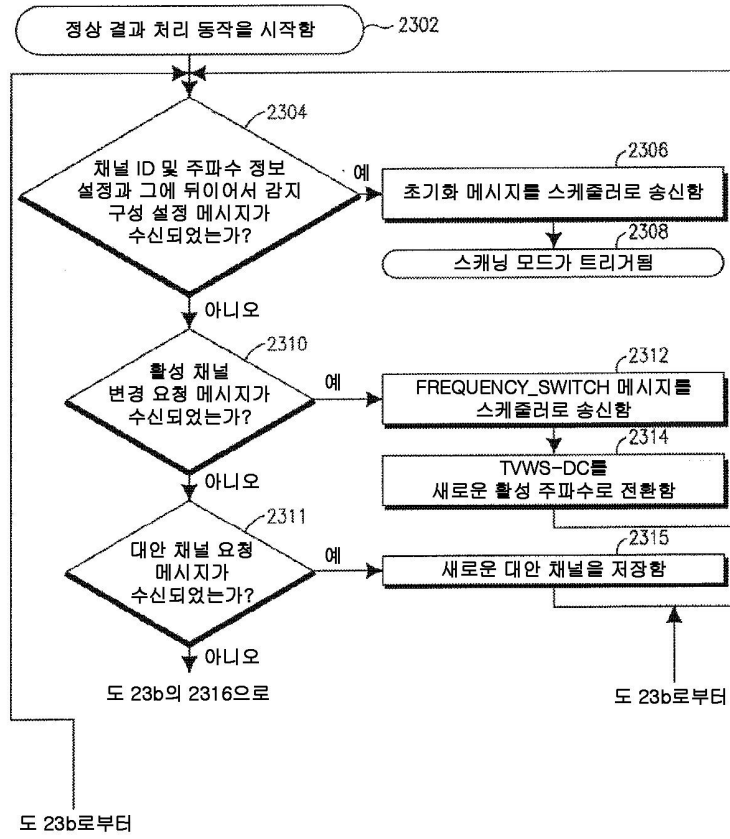 정상 결과 처리 동작을 시작함
2302
2304
채널 ID 및 주파수 정보
설정과 그에 뒤이어서 감지
구성 설정 메시지가
수신되었는가?
예
2306
초기화 메시지를 스케줄러로 송신함
2308
스캐닝 모드가 트리거됨
아니오
2310
활성 채널
변경 요청 메시지가
수신되었는가?
예
2312
FREQUENCY_SWITCH 메시지를
스케줄러로 송신함
2314
TVWS-DC를
새로운 활성 주파수로 전환함
아니오
2311
대안 채널 요청
메시지가
수신되었는가?
예
2315
새로운 대안 채널을 저장함
아니오
도 23b의 2316으로
도 23b로부터
도 23b로부터